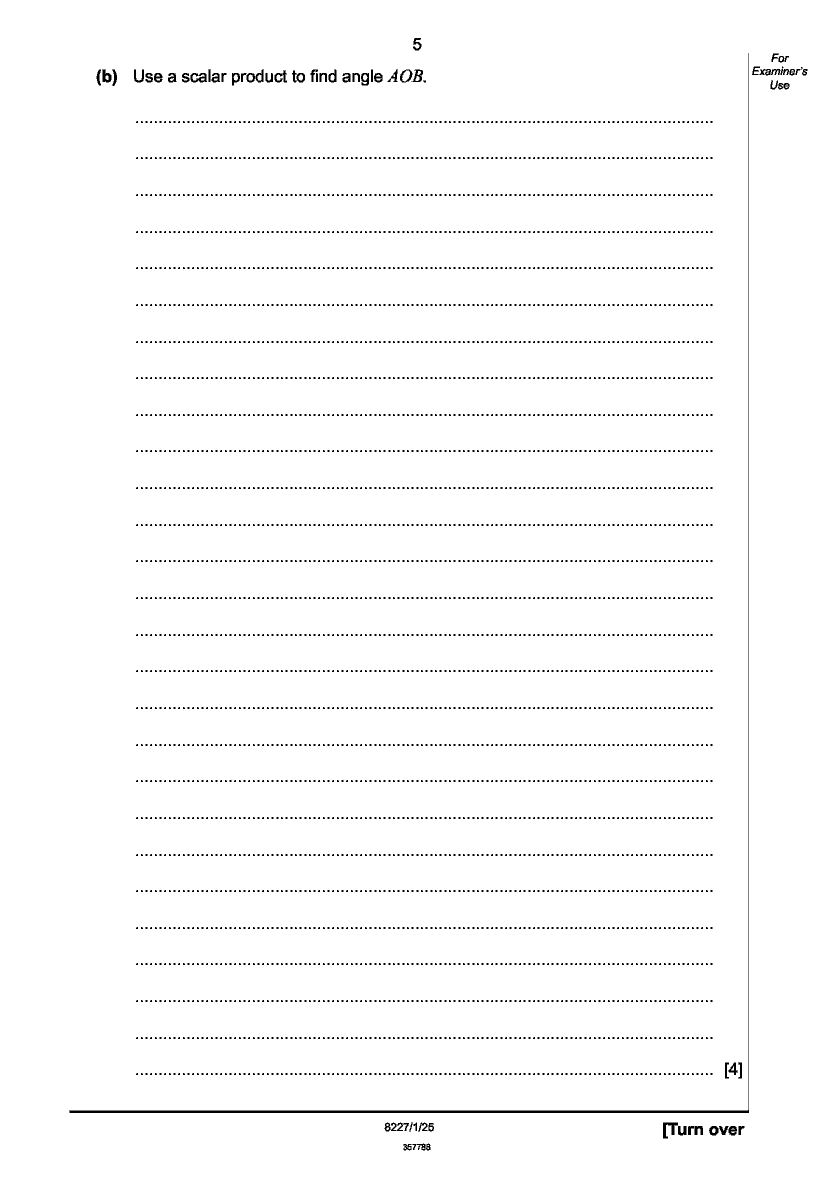 5
For
Examiner's
Use
(b) Use a scalar product to find angle AOB.
[4]
8227/1/25
357788
[Turn over